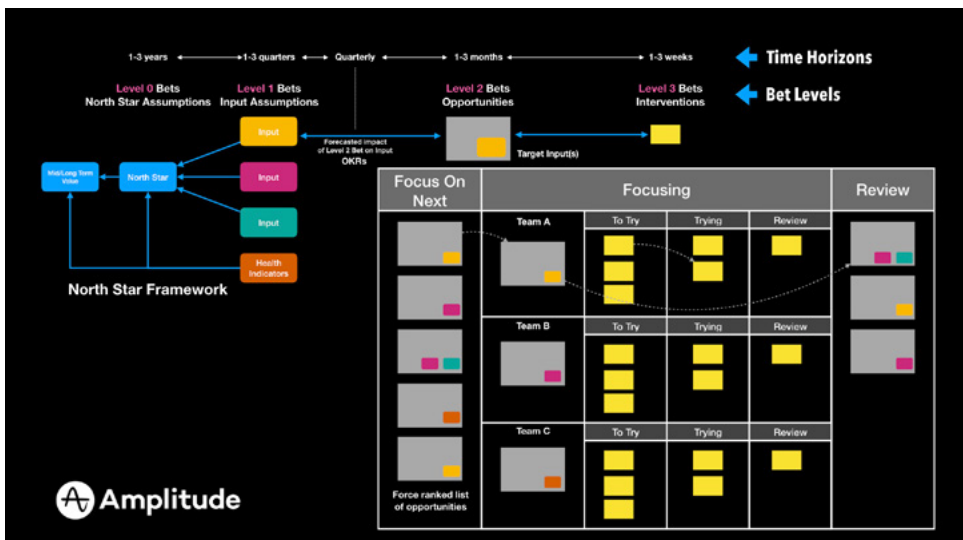 1-3 years
1-3 quarters
Quarterly
1-3 months
1-3 weeks
Time Horizons
Level 0 Bets
North Star Assumptions
Level 1 Bets
Input Assumptions
Level 2 Bets
Opportunities
Level 3 Bets
Interventions
Bet Levels
Input
Forecasted impact
of Level 2 Bet on Input
OKRs
Target Input(s)
Mid/Long Term
Value
North Star
Input
Input
Health
Indicators
North Star Framework
Focus On
Next
Focusing
Review
Team A
To Try
Trying
Review
Team B
To Try
Trying
Review
Team C
To Try
Trying
Review
Force ranked list
of opportunities
Amplitude